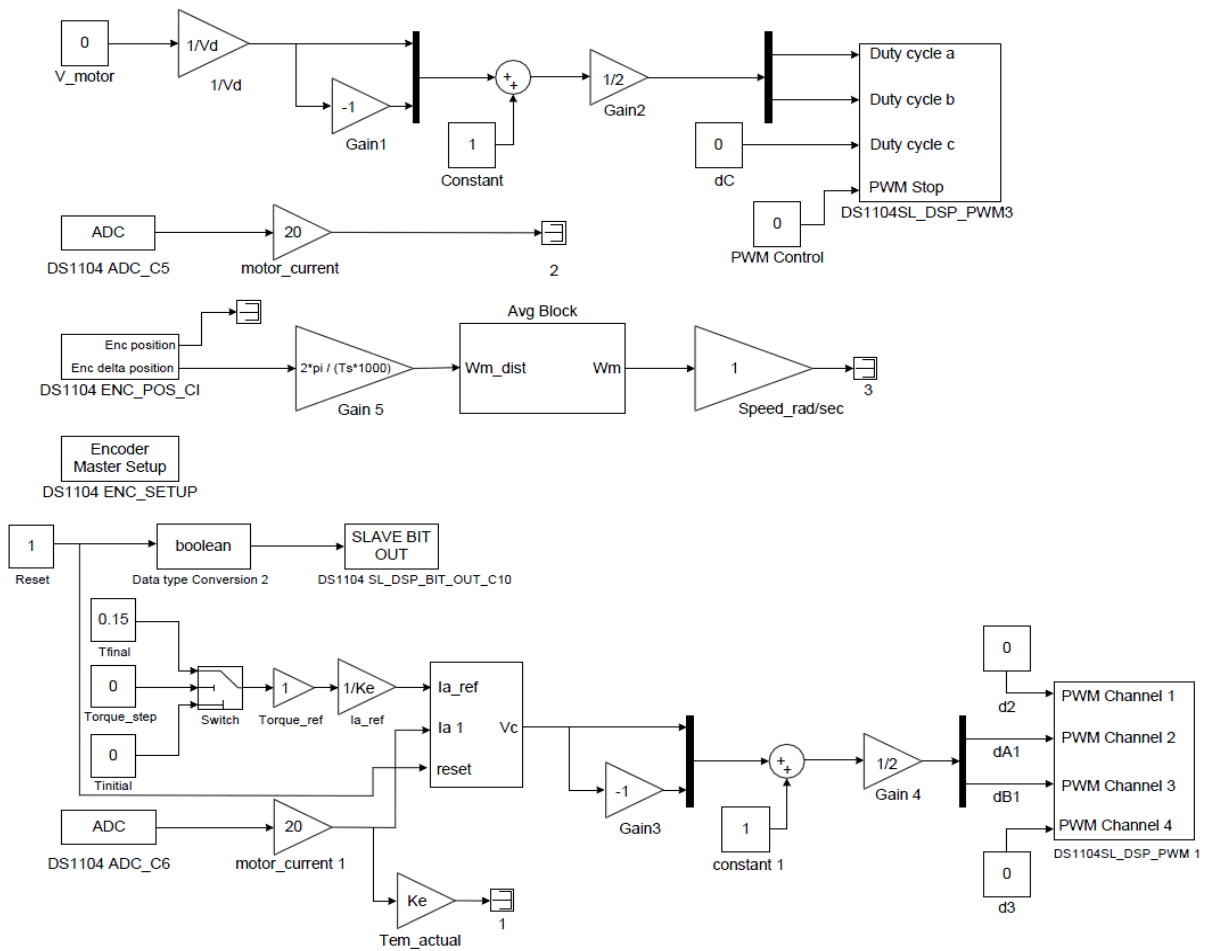 0
V_motor
1/Vd
1/Vd
-1
Gain1
1
Constant
+
+
1/2
Gain2
0
dC
0
PWM Control
Duty cycle a
Duty cycle b
Duty cycle c
PWM Stop
DS1104SL_DSP_PWM3
ADC
DS1104 ADC_C5
20
motor_current
2
Enc position
Enc delta position
DS1104 ENC_POS_CI
2*pi / (Ts*1000)
Gain 5
Avg Block
Wm_dist
Wm
1
Speed_rad/sec
3
Encoder
Master Setup
DS1104 ENC_SETUP
1
Reset
boolean
Data type Conversion 2
SLAVE BIT
OUT
DS1104 SL_DSP_BIT_OUT_C10
0.15
Tfinal
0
Torque_step
0
Tinitial
Switch
1
Torque_ref
1/Ke
Ia_ref
Ia_ref
Ia 1
reset
Vc
ADC
DS1104 ADC_C6
20
motor_current 1
Ke
Tem_actual
1
-1
Gain3
1
constant 1
+
+
1/2
Gain 4
0
d2
dA1
dB1
0
d3
PWM Channel 1
PWM Channel 2
PWM Channel 3
PWM Channel 4
DS1104SL_DSP_PWM 1